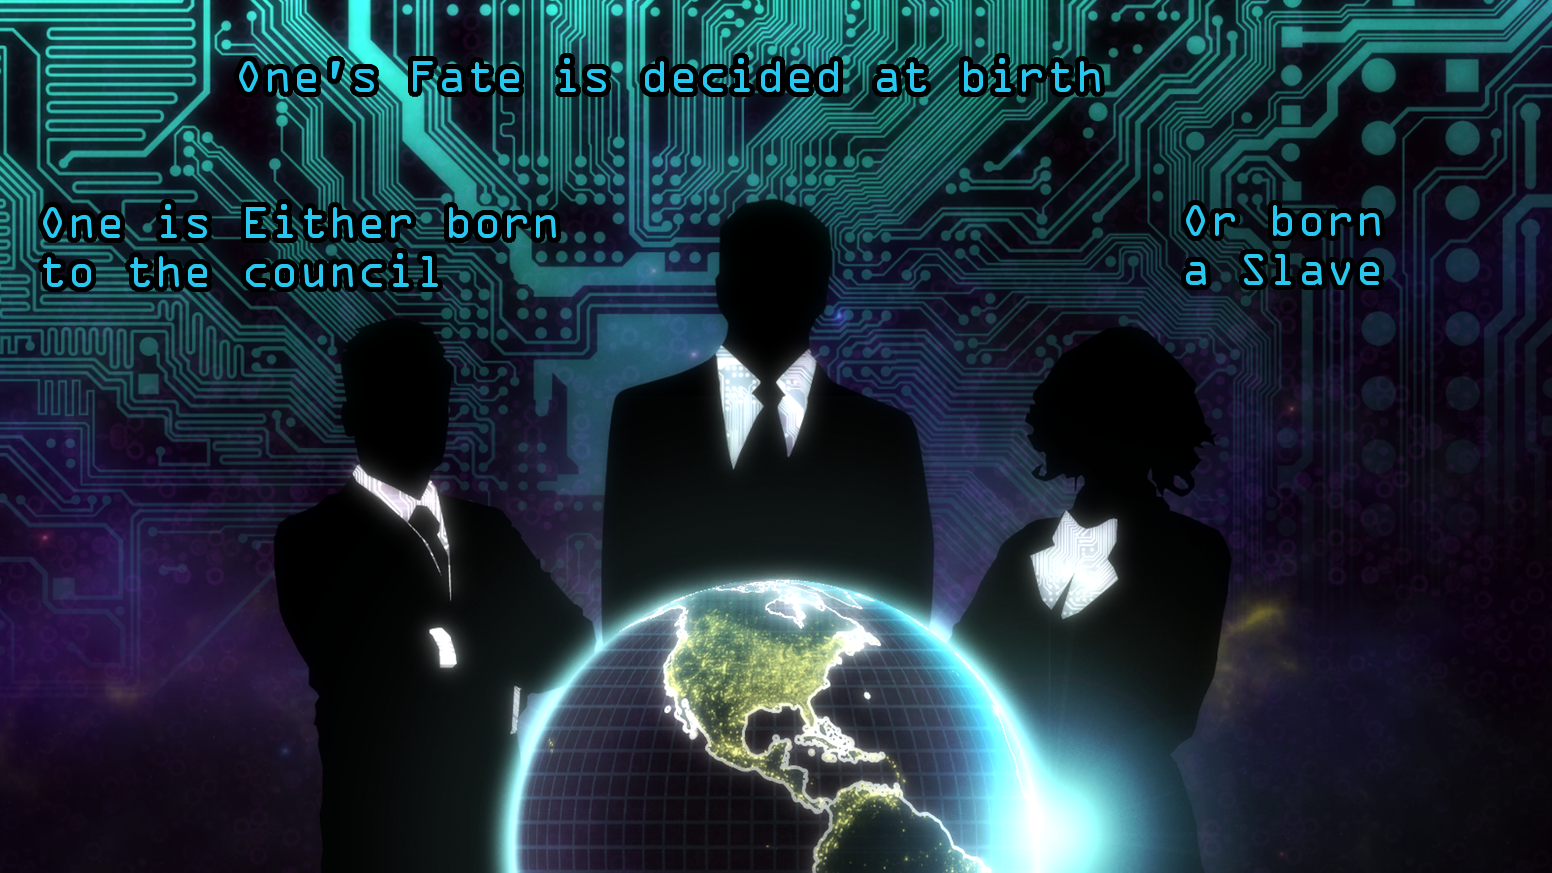 One's Fate is decided at birth
One is Either born
to the council
Or born
a Slave